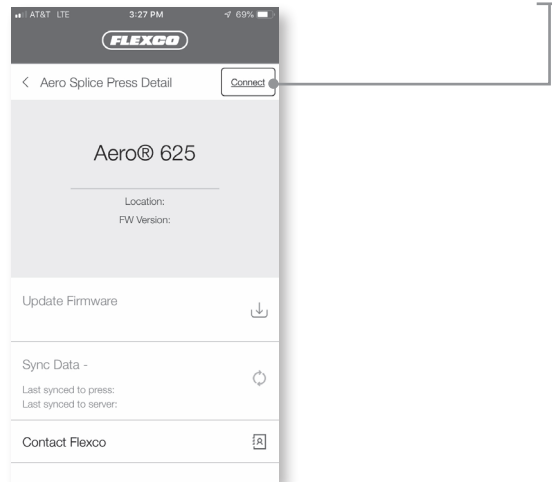 AT&T LTE 3:27 PM 69%
FLEXCO
< Aero Splice Press Detail Connect
Aero® 625
Location:
FW Version:
Update Firmware
Sync Data -
Last synced to press:
Last synced to server:
Contact Flexco